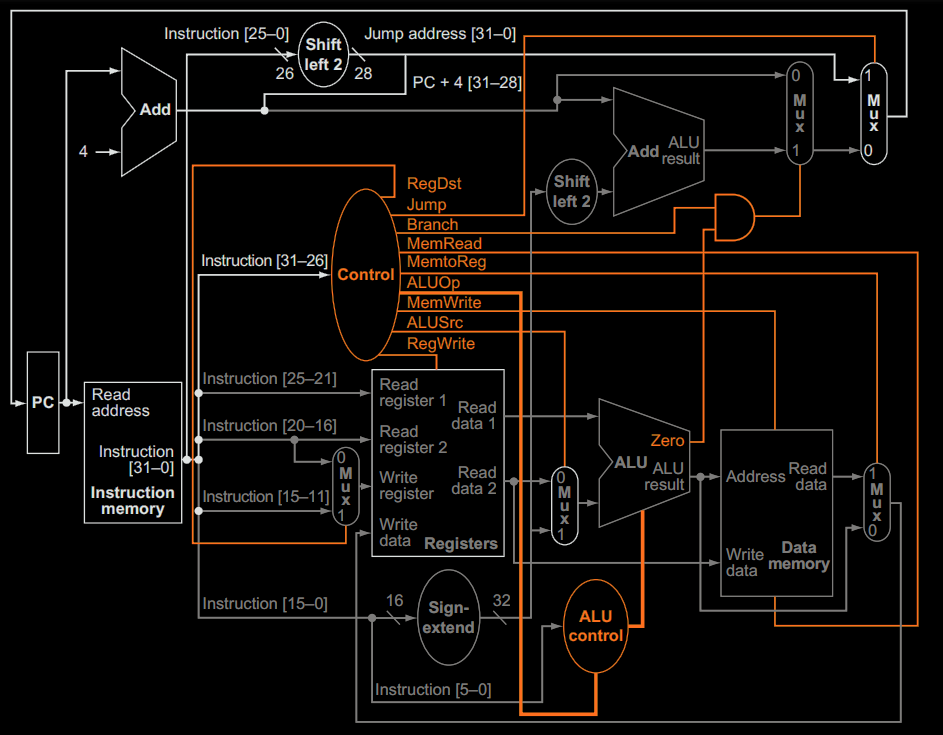 Instruction [25–0]
Shift
left 2
Jump address [31–0]
26
28
PC + 4 [31–28]
Add
4
0
M
u
x
1
1
M
u
x
0
Add
ALU
result
Shift
left 2
RegDst
Jump
Branch
MemRead
MemtoReg
ALUOp
MemWrite
ALUSrc
RegWrite
Control
Instruction [31–26]
PC
Read
address
Instruction
[31–0]
Instruction
memory
Instruction [25–21]
Instruction [20–16]
Instruction [15–11]
0
M
u
x
1
Read
register 1
Read
register 2
Write
register
Write
data
Read
data 1
Read
data 2
Registers
0
M
u
x
1
Zero
ALU
ALU
result
Address
Read
data
Write
data
Data
memory
1
M
u
x
0
Instruction [15–0]
16
Sign-
extend
32
ALU
control
Instruction [5–0]